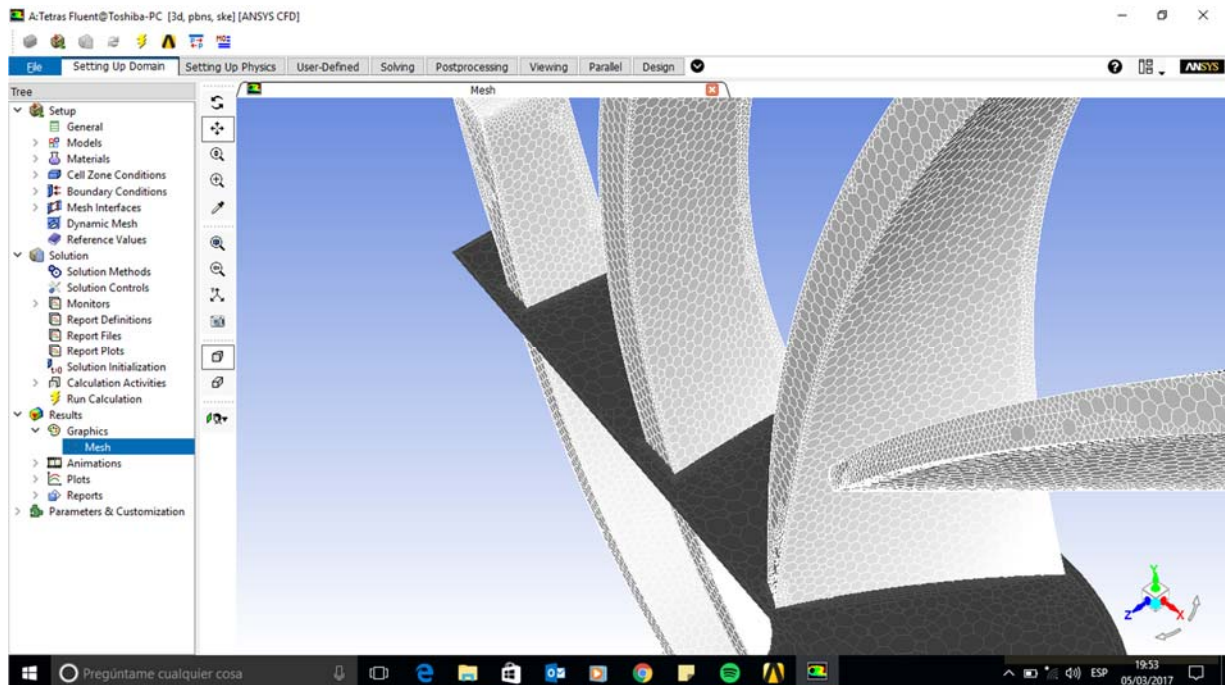 A:Tetras Fluent@Toshiba-PC [3d, pbns, ske] [ANSYS CFD]
File Setting Up Domain Setting Up Physics User-Defined Solving Postprocessing Viewing Parallel Design
ANSYS
Tree
Mesh
Setup
General
Models
Materials
Cell Zone Conditions
Boundary Conditions
Mesh Interfaces
Dynamic Mesh
Reference Values
Solution
Solution Methods
Solution Controls
Monitors
Report Definitions
Report Files
Report Plots
Solution Initialization
Calculation Activities
Run Calculation
Results
Graphics
Mesh
Animations
Plots
Reports
Parameters & Customization
Y
Z
X
Pregúntame cualquier cosa
ESP
19:53
05/03/2017